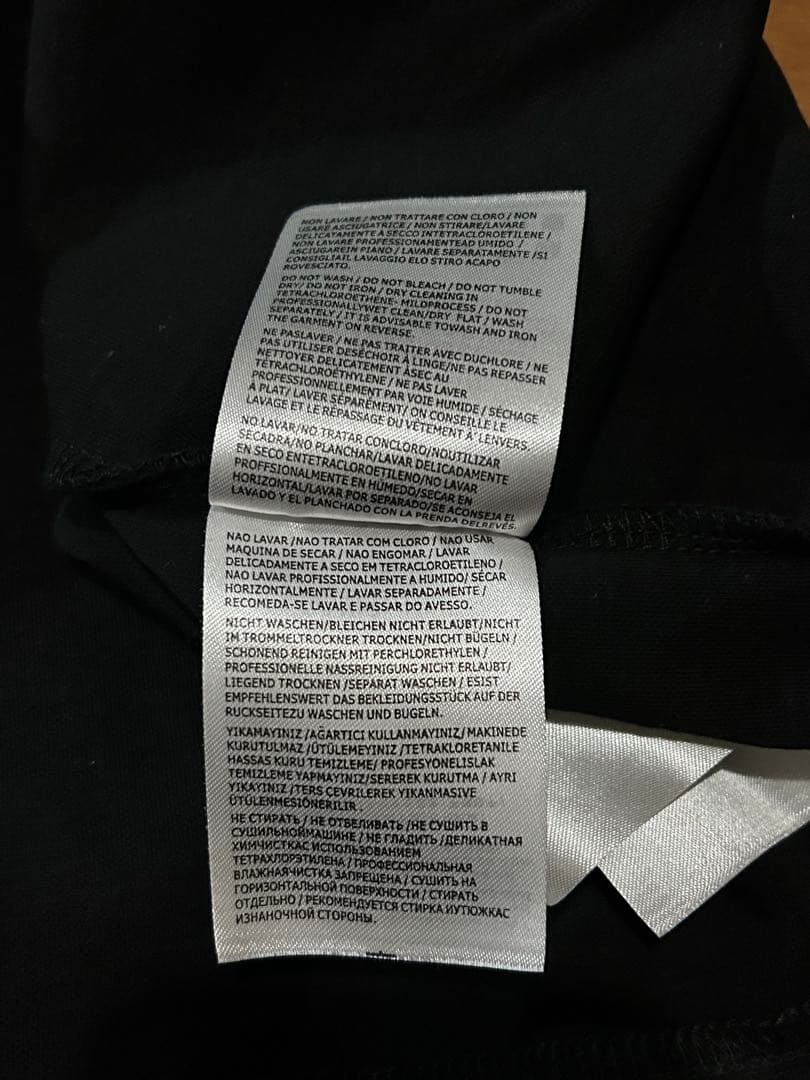 NON LAVARE / NON TRATTARE CON CLORO / NON
USARE ASCIUGATRICE / NON STIRARE/LAVARE
DELICATAMENTE A SECCO INTETRACLOROETILENE /
NON LAVARE PROFESSIONAMENTEAD UMIDO /
ASCIUGAREIN PIANO / LAVARE SEPARATAMENTE /SI
CONSIGLIAIL LAVAGGIO ELO STIRO ACAPO
ROVESCIATO.
DO NOT WASH / DO NOT BLEACH / DO NOT TUMBLE
DRY/ DO NOT IRON / DRY CLEANING IN
TETRACHLOROETHENE- MILDPROCESS / DO NOT
PROFESSIONALLYWET CLEAN/DRY FLAT / WASH
SEPARATELY / IT IS ADVISABLE TOWASH AND IRON
THE GARMENT ON REVERSE.
NE PASLAVER / NE PAS TRAITER AVEC DUCHLORE / NE
PAS UTILISER DESÉCHOIR À LINGE/NE PAS REPASSER
NETTOYER DELICATEMENT ÀSEC AU
TÉTRACHLOROÉTHYLÈNE / NE PAS LAVER
PROFESSIONNELLEMENT PAR VOIE HUMIDE / SÉCHAGE
À PLAT/ LAVER SÉPARÉMENT/ ON CONSEILLE LE
LAVAGE ET LE RÉPASSAGE DU VÊTEMENT À L'ENVERS.
NO LAVAR/NO TRATAR CONCLORO/NOUTILIZAR
SECADRA/NO PLANCHAR/LAVAR DELICADAMENTE
EN SECO ENTETRACLOROETILENO/NO LAVAR
PROFFSIONALMENTE EN HÚMEDO/SECAR EN
HORIZONTAL/LAVAR POR SEPARADO/SE ACONSEJA EL
LAVADO Y EL PLANCHADO CON LA PRENDA DELREVÉS.
NAO LAVAR /NAO TRATAR COM CLORO / NAO USAR
MAQUINA DE SECAR / NAO ENGOMAR / LAVAR
DELICADAMENTE A SECO EM TETRACLOROETILENO /
NAO LAVAR PROFISSIONALMENTE A HUMIDO/ SÉCAR
HORIZONTALMENTE / LAVAR SEPARADAMENTE /
RECOMEDA-SE LAVAR E PASSAR DO AVESSO.
NICHT WASCHEN/BLEICHEN NICHT ERLAUBT/NICHT
IM TROMMELTROCKNER TROCKNEN/NICHT BÜGELN /
SCHONEND REINIGEN MIT PERCHLORETHYLEN /
PROFESSIONELLE NASSREINIGUNG NICHT ERLAUBT/
LIEGEND TROCKNEN /SEPARAT WASCHEN / ESIST
EMPFEHLENSWERT DAS BEKLEIDUNGSSTÜCK AUF DER
RUCKSEITEZU WASCHEN UND BUGELN.
YIKAMAYINIZ /AĞARTICI KULLANMAYINIZ/ MAKINEDE
KURUTULMAZ /ÜTÜLEMEYINIZ /TETRAKLORETANILE
HASSAS KURU TEMIZLEME/ PROFESYONELISLAK
TEMIZLEME YAPMAYINIZ/SEREREK KURUTMA / AYRI
YIKAYINIZ /TERS ÇEVRILEREK YIKANMASIVE
ÜTÜLENMESIÖNERILIR .
НЕ СТИРАТЬ / НЕ ОТБЕЛИВАТЬ /НЕ СУШИТЬ В
СУШИЛЬНОЙМАШИНЕ / НЕ ГЛАДИТЬ /ДЕЛИКАТНАЯ
ХИМЧИСТКАС ИСПОЛЬЗОВАНИЕМ
ТЕТРАХЛОРЭТИЛЕНА / ПРОФЕССИОНАЛЬНАЯ
ВЛАЖНАЯЧИСТКА ЗАПРЕЩЕНА / СУШИТЬ НА
ГОРИЗОНТАЛЬНОЙ ПОВЕРХНОСТИ / СТИРАТЬ
ОТДЕЛЬНО / РЕКОМЕНДУЕТСЯ СТИРКА ИУТЮЖКАС
ИЗНАНОЧНОЙ СТОРОНЫ.